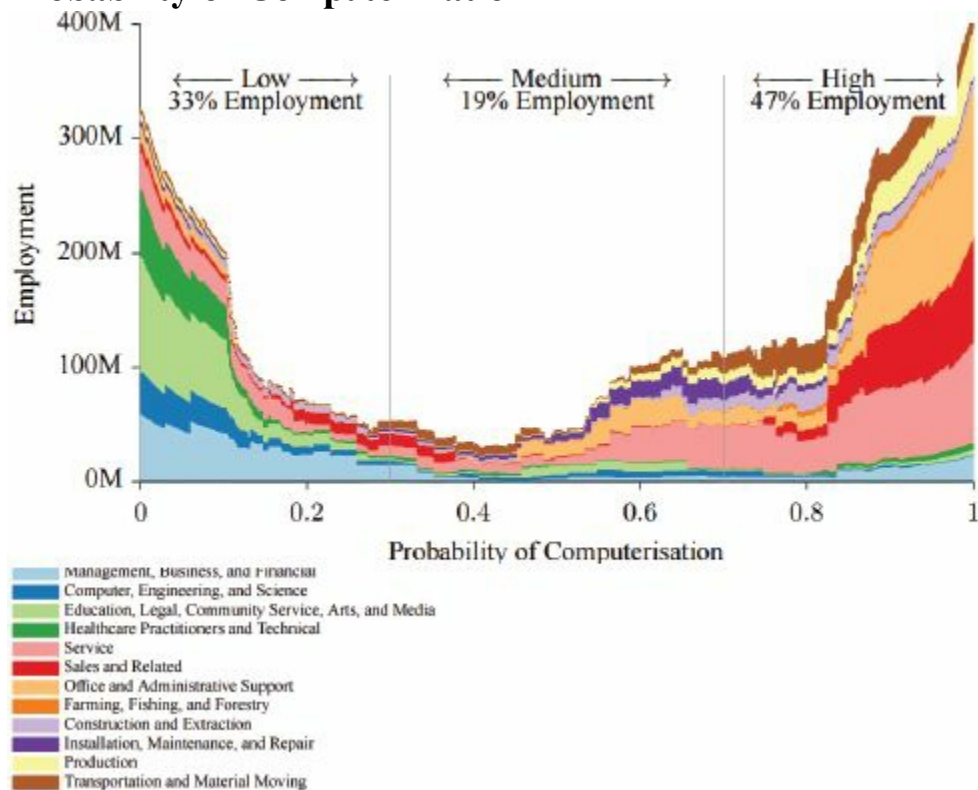 Probability of Computerisation
400M
300M
200M
100M
0M
Employment
Low
33% Employment
Medium
19% Employment
High
47% Employment
0 0.2 0.4 0.6 0.8 1
Probability of Computerisation
Management, Business, and Financial
Computer, Engineering, and Science
Education, Legal, Community Service, Arts, and Media
Healthcare Practitioners and Technical
Service
Sales and Related
Office and Administrative Support
Farming, Fishing, and Forestry
Construction and Extraction
Installation, Maintenance, and Repair
Production
Transportation and Material Moving